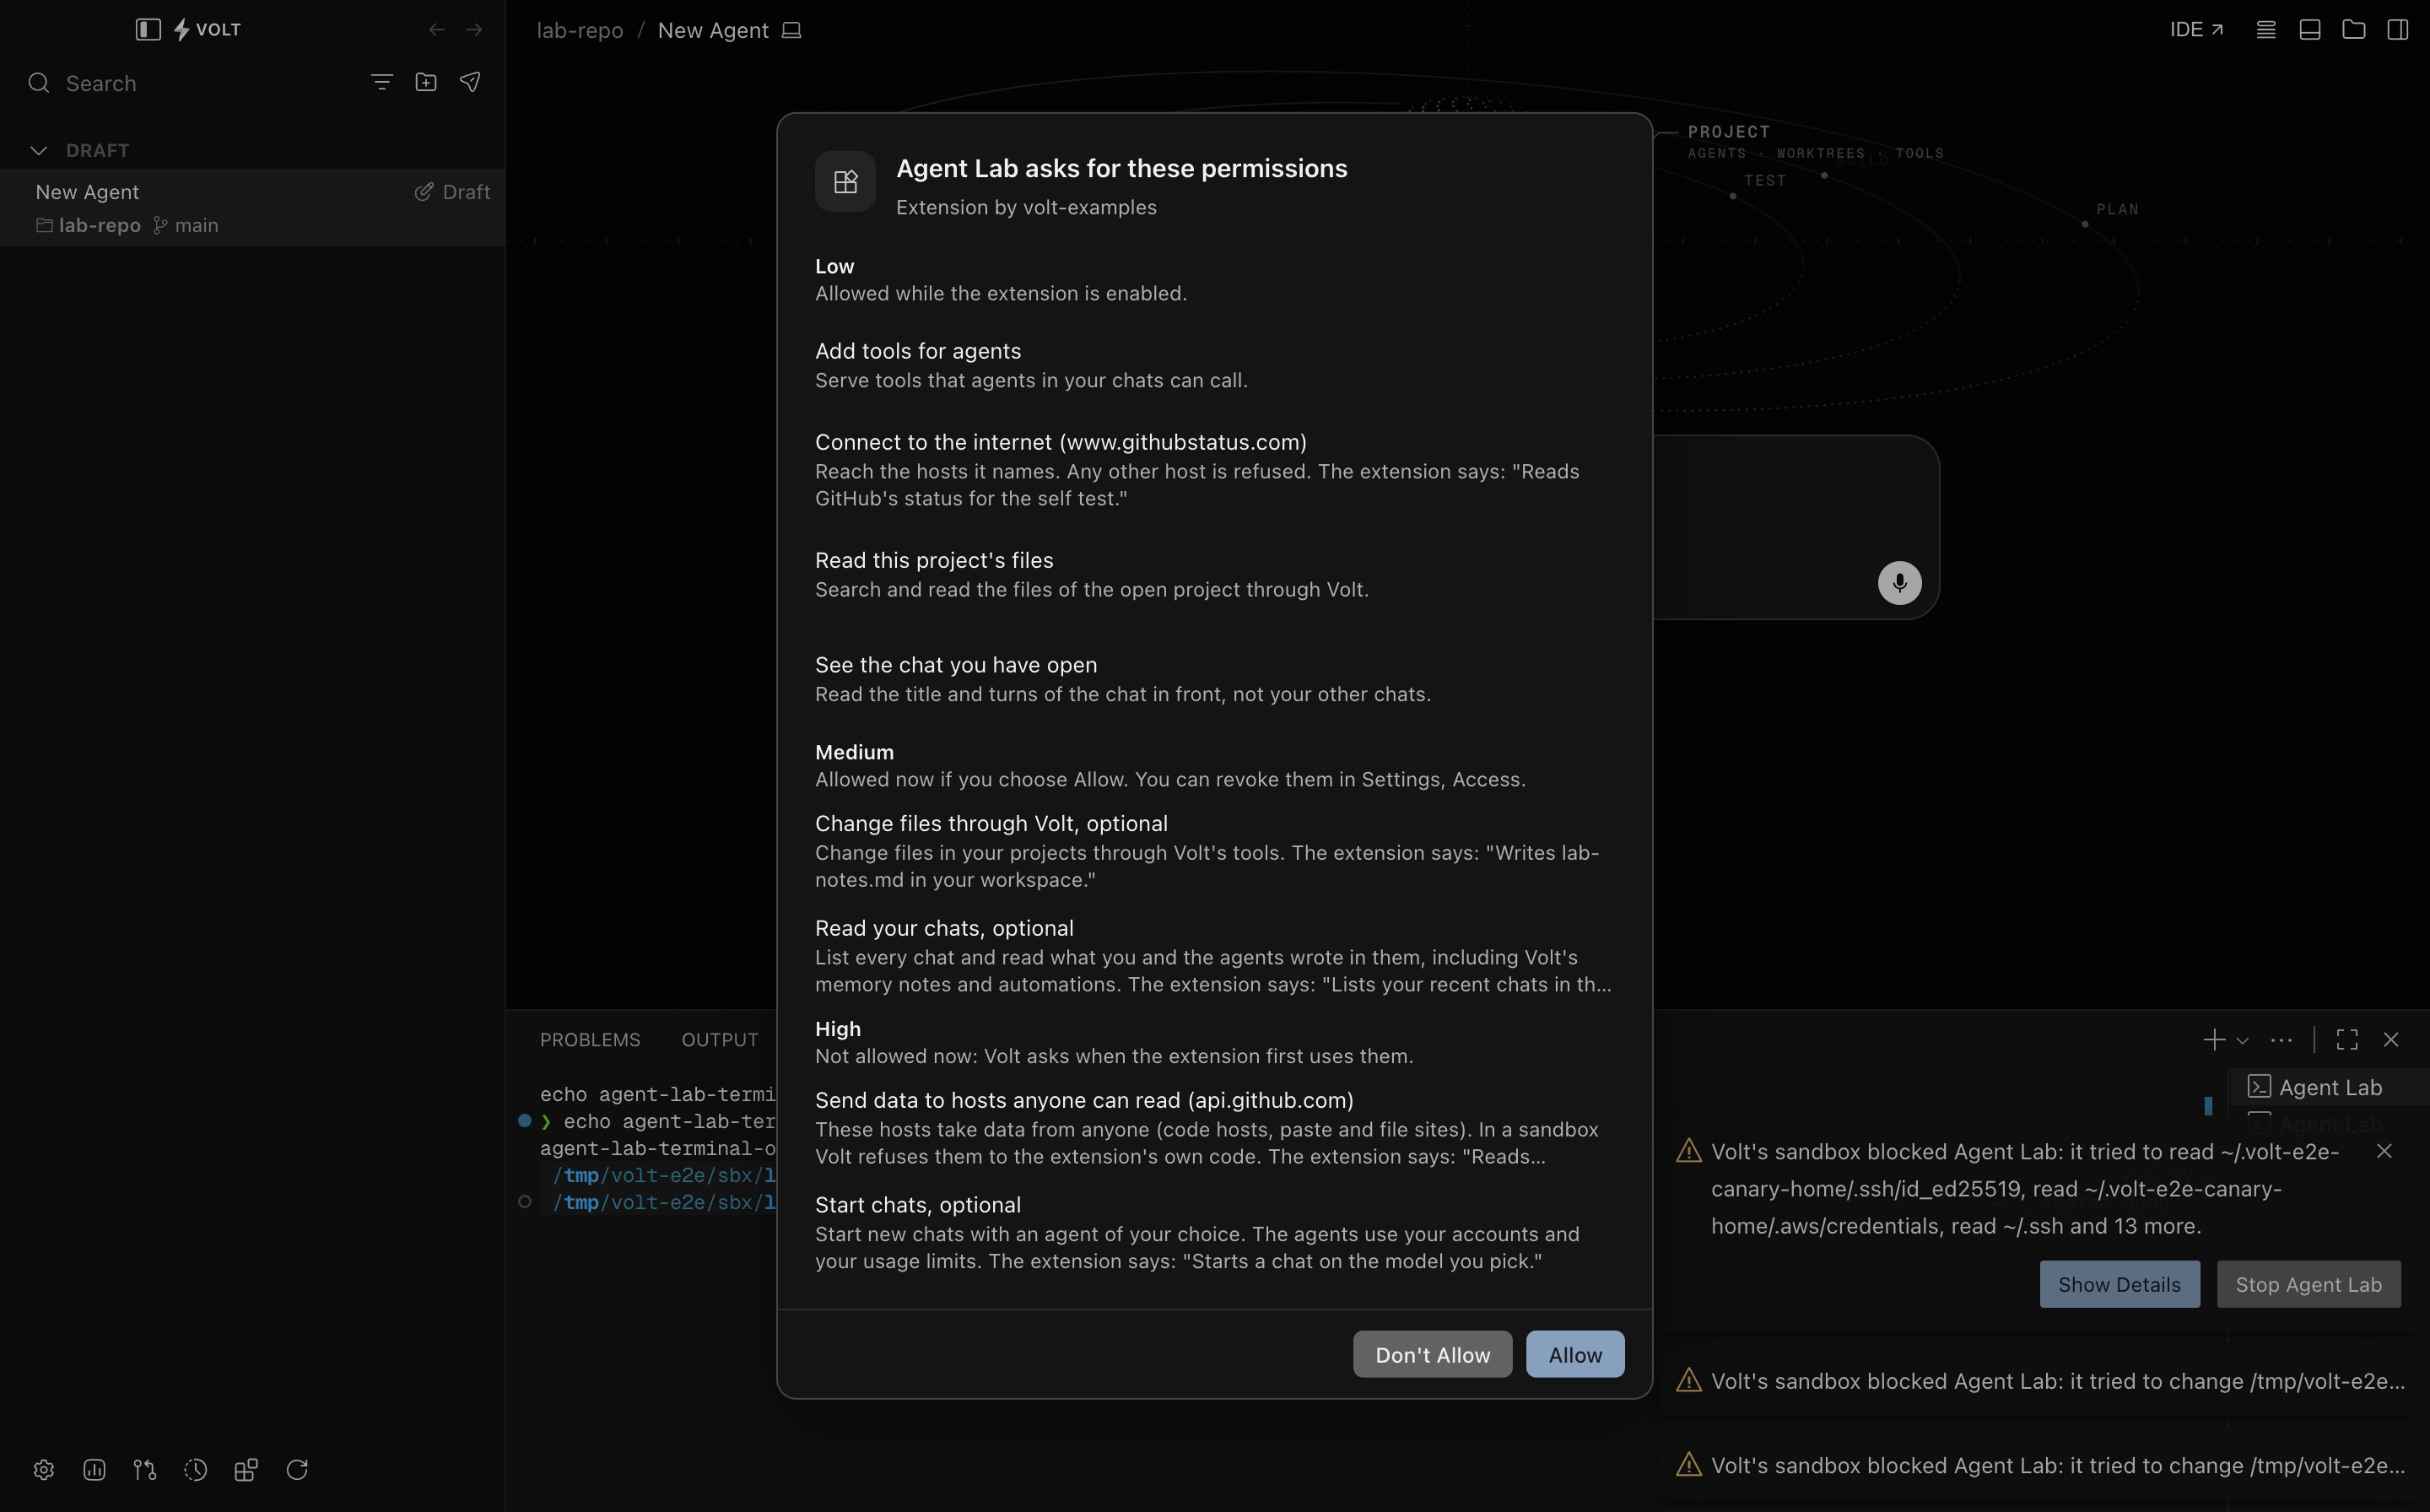 VOLT
lab-repo / New Agent
IDE
Search
DRAFT
New Agent
Draft
lab-repo
main
PROJECT
AGENTS · WORKTREES · TOOLS
BUILD
TEST
PLAN
Agent Lab asks for these permissions
Extension by volt-examples
Low
Allowed while the extension is enabled.
Add tools for agents
Serve tools that agents in your chats can call.
Connect to the internet (www.githubstatus.com)
Reach the hosts it names. Any other host is refused. The extension says: "Reads
GitHub's status for the self test."
Read this project's files
Search and read the files of the open project through Volt.
See the chat you have open
Read the title and turns of the chat in front, not your other chats.
Medium
Allowed now if you choose Allow. You can revoke them in Settings, Access.
Change files through Volt, optional
Change files in your projects through Volt's tools. The extension says: "Writes lab-
notes.md in your workspace."
Read your chats, optional
List every chat and read what you and the agents wrote in them, including Volt's
memory notes and automations. The extension says: "Lists your recent chats in th...
High
Not allowed now: Volt asks when the extension first uses them.
Send data to hosts anyone can read (api.github.com)
These hosts take data from anyone (code hosts, paste and file sites). In a sandbox
Volt refuses them to the extension's own code. The extension says: "Reads...
Start chats, optional
Start new chats with an agent of your choice. The agents use your accounts and
your usage limits. The extension says: "Starts a chat on the model you pick."
Don't Allow
Allow
PROBLEMS
OUTPUT
echo agent-lab-termi
❯ echo agent-lab-ter
agent-lab-terminal-o
/tmp/volt-e2e/sbx/l
/tmp/volt-e2e/sbx/l
Agent Lab
Agent Lab
Volt's sandbox blocked Agent Lab: it tried to read ~/.volt-e2e-
canary-home/.ssh/id_ed25519, read ~/.volt-e2e-canary-
home/.aws/credentials, read ~/.ssh and 13 more.
Show Details
Stop Agent Lab
Volt's sandbox blocked Agent Lab: it tried to change /tmp/volt-e2e...
Volt's sandbox blocked Agent Lab: it tried to change /tmp/volt-e2e...